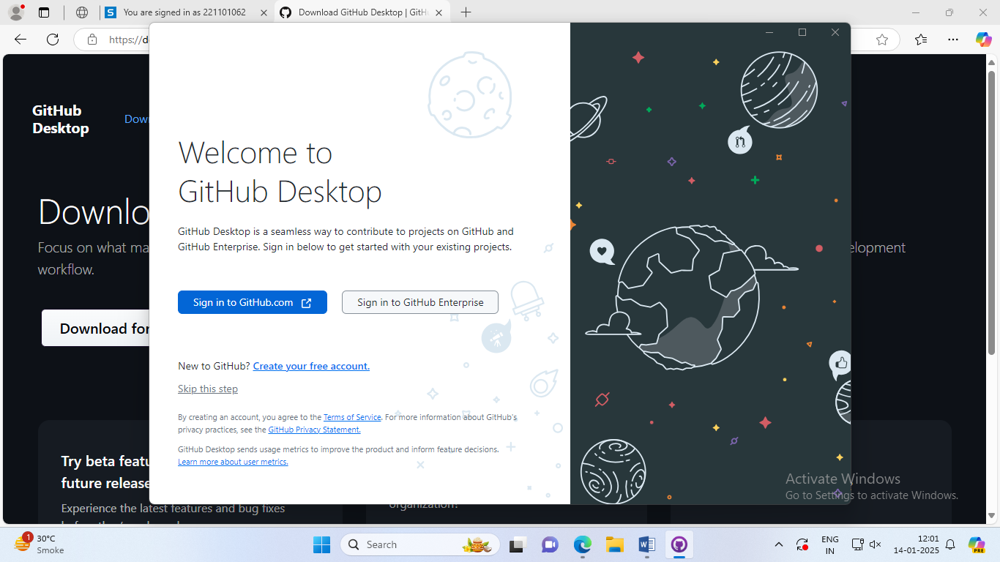 You are signed in as 221101062
Download GitHub Desktop | GitH
https://d
GitHub
Desktop
Dow
Downlo
Focus on what ma
elopment
workflow.
Download for
Try beta featu
future release
Experience the latest features and bug fixes
organization?
Welcome to
GitHub Desktop
GitHub Desktop is a seamless way to contribute to projects on GitHub and
GitHub Enterprise. Sign in below to get started with your existing projects.
Sign in to GitHub.com
Sign in to GitHub Enterprise
New to GitHub? Create your free account.
Skip this step
By creating an account, you agree to the Terms of Service. For more information about GitHub's
privacy practices, see the GitHub Privacy Statement.
GitHub Desktop sends usage metrics to improve the product and inform feature decisions.
Learn more about user metrics.
Activate Windows
Go to Settings to activate Windows.
1
30°C
Smoke
Search
ENG
IN
12:01
14-01-2025
PRE